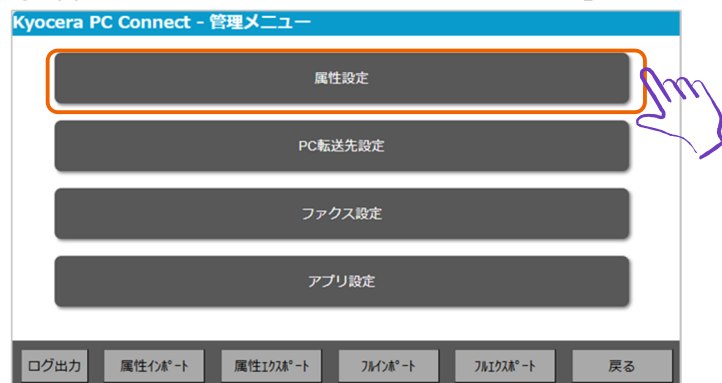 Kyocera PC Connect - 管理メニュー
属性設定
PC転送先設定
ファクス設定
アプリ設定
ログ出力 属性ｲﾝﾎﾟｰﾄ 属性ｴｸｽﾎﾟｰﾄ ﾌﾙｲﾝﾎﾟｰﾄ ﾌﾙｴｸｽﾎﾟｰﾄ 戻る